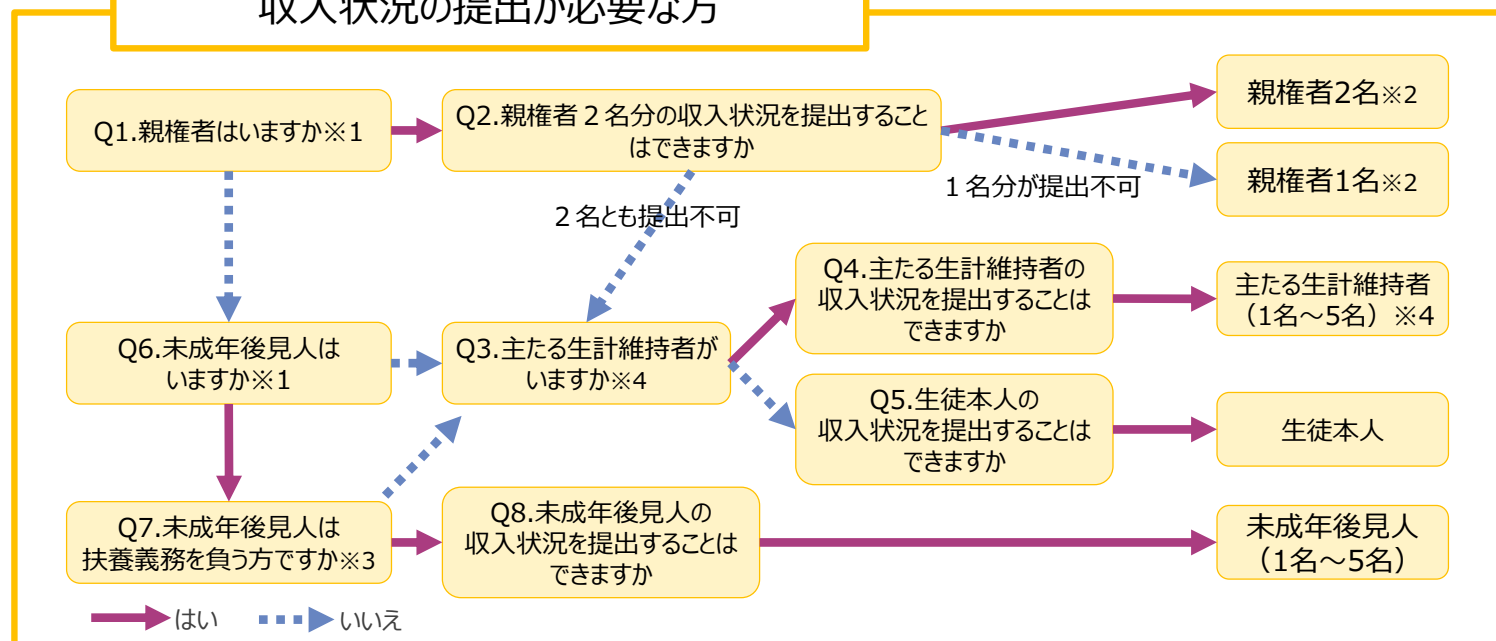 収入状況の提出が必要な方
Q1.親権者はいますか※1
Q2.親権者２名分の収入状況を提出すること
はできますか
親権者2名※2
親権者1名※2
１名分が提出不可
２名とも提出不可
Q6.未成年後見人は
いますか※1
Q3.主たる生計維持者が
いますか※4
Q4.主たる生計維持者の
収入状況を提出することは
できますか
主たる生計維持者
（1名～5名）※4
Q5.生徒本人の
収入状況を提出することは
できますか
生徒本人
Q7.未成年後見人は
扶養義務を負う方ですか※3
Q8.未成年後見人の
収入状況を提出することは
できますか
未成年後見人
（1名～5名）
はい
いいえ